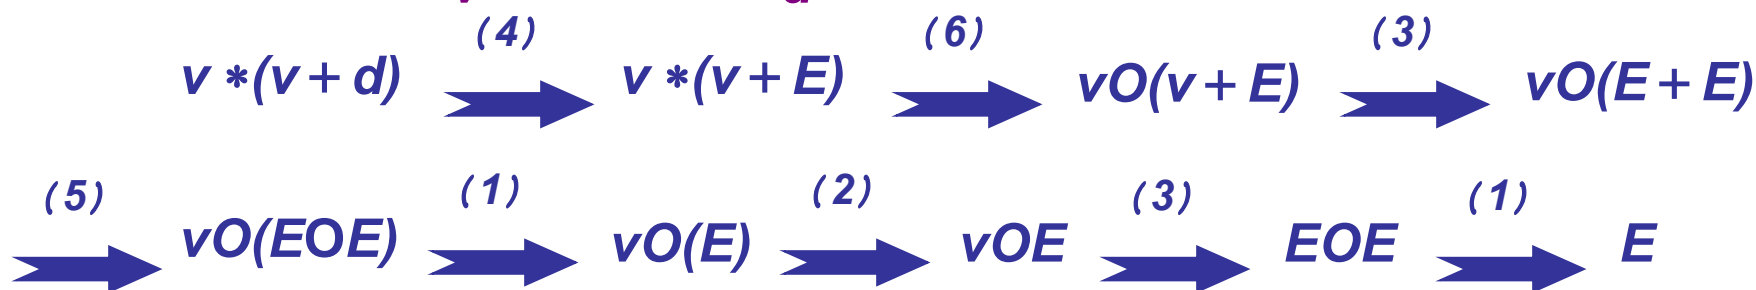 (4) (6) (3)
v *(v + d) v *(v + E) vO(v + E) vO(E + E)
(5) (1) (2) (3) (1)
vO(EOE) vO(E) vOE EOE E